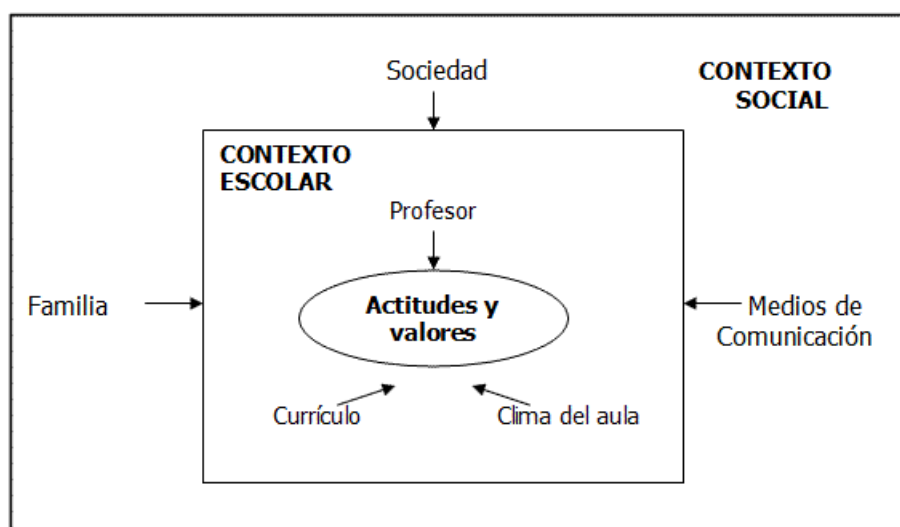 Sociedad
CONTEXTO
SOCIAL
CONTEXTO
ESCOLAR
Profesor
Familia
Actitudes y
valores
Medios de
Comunicación
Currículo
Clima del aula